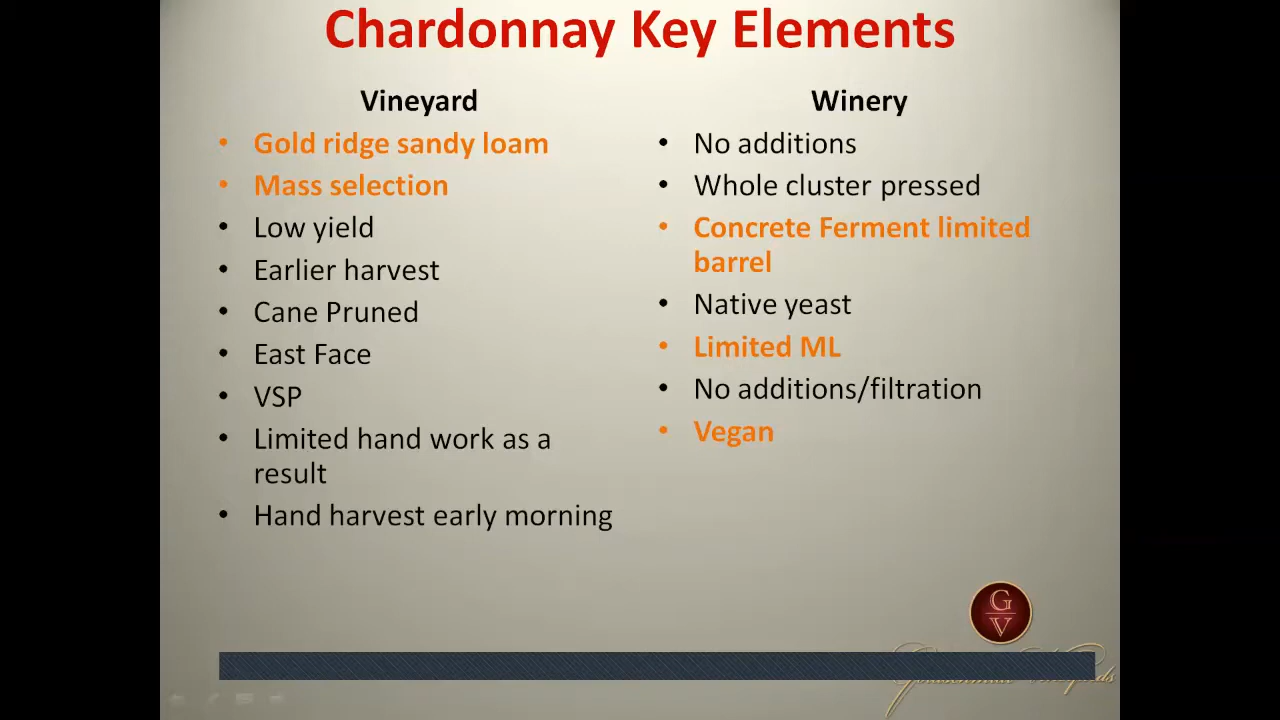 Chardonnay Key Elements
Vineyard
• Gold ridge sandy loam
• Mass selection
• Low yield
• Earlier harvest
• Cane Pruned
• East Face
• VSP
• Limited hand work as a
result
• Hand harvest early morning
Winery
• No additions
• Whole cluster pressed
• Concrete Ferment limited
barrel
• Native yeast
• Limited ML
• No additions/filtration
• Vegan
G
V